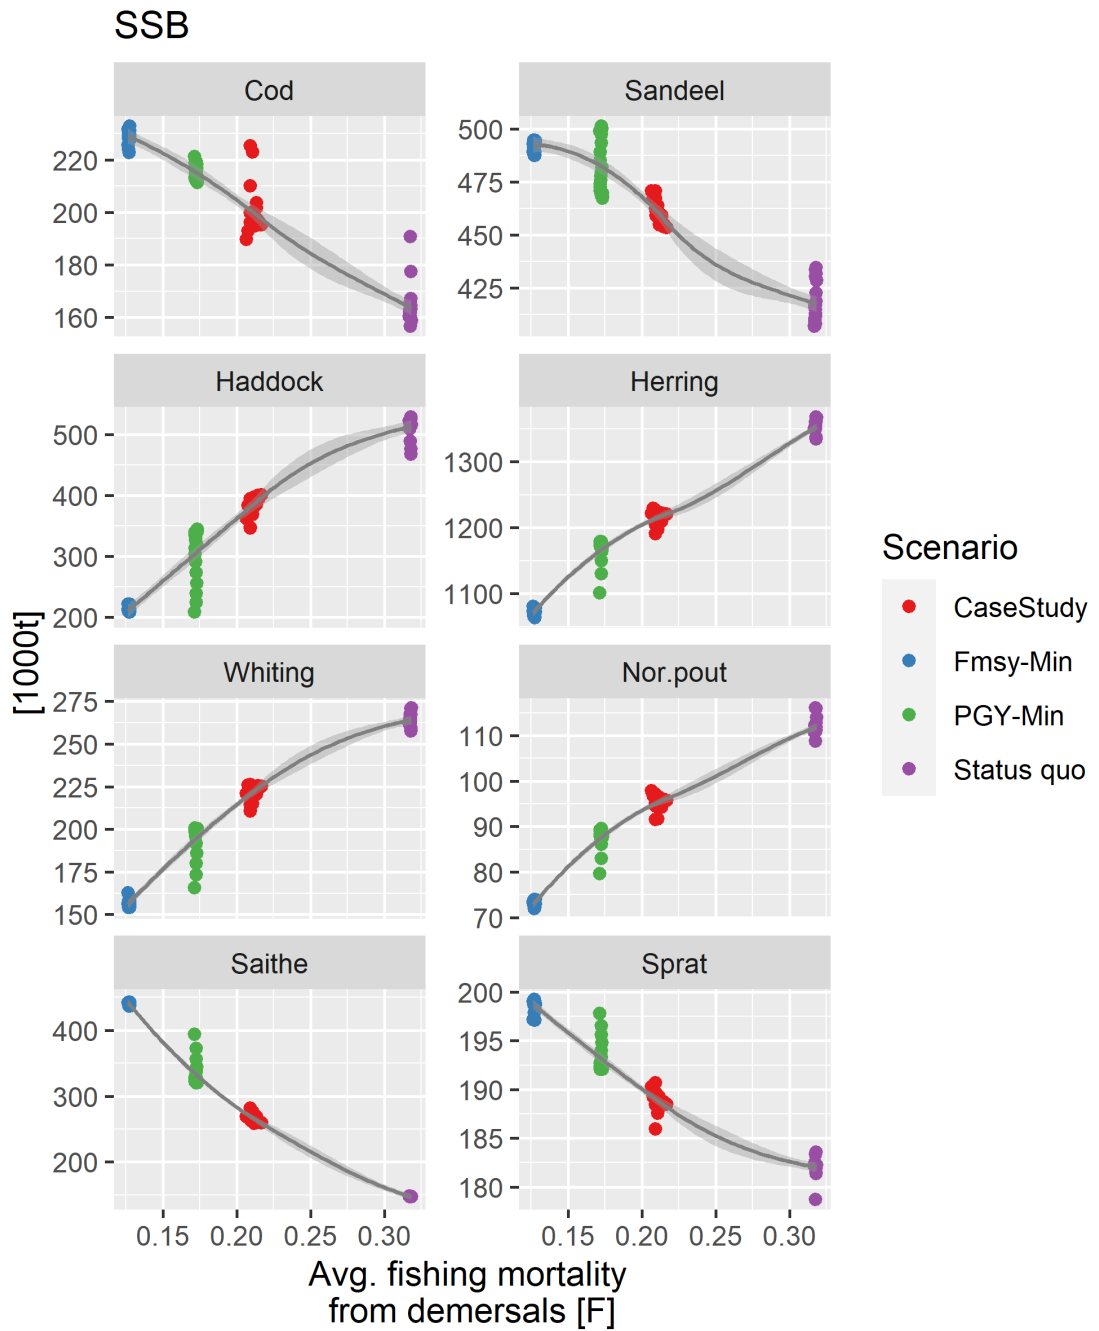 SSB
Cod
Sandeel
220
200
180
160
500
475
450
425
Haddock
Herring
500
400
300
200
1300
1200
1100
Whiting
Nor.pout
275
250
225
200
175
150
110
100
90
80
70
Saithe
Sprat
400
300
200
200
195
190
185
180
0.15 0.20 0.25 0.30
0.15 0.20 0.25 0.30
Avg. fishing mortality
from demersals [F]
[1000t]
Scenario
CaseStudy
Fmsy-Min
PGY-Min
Status quo